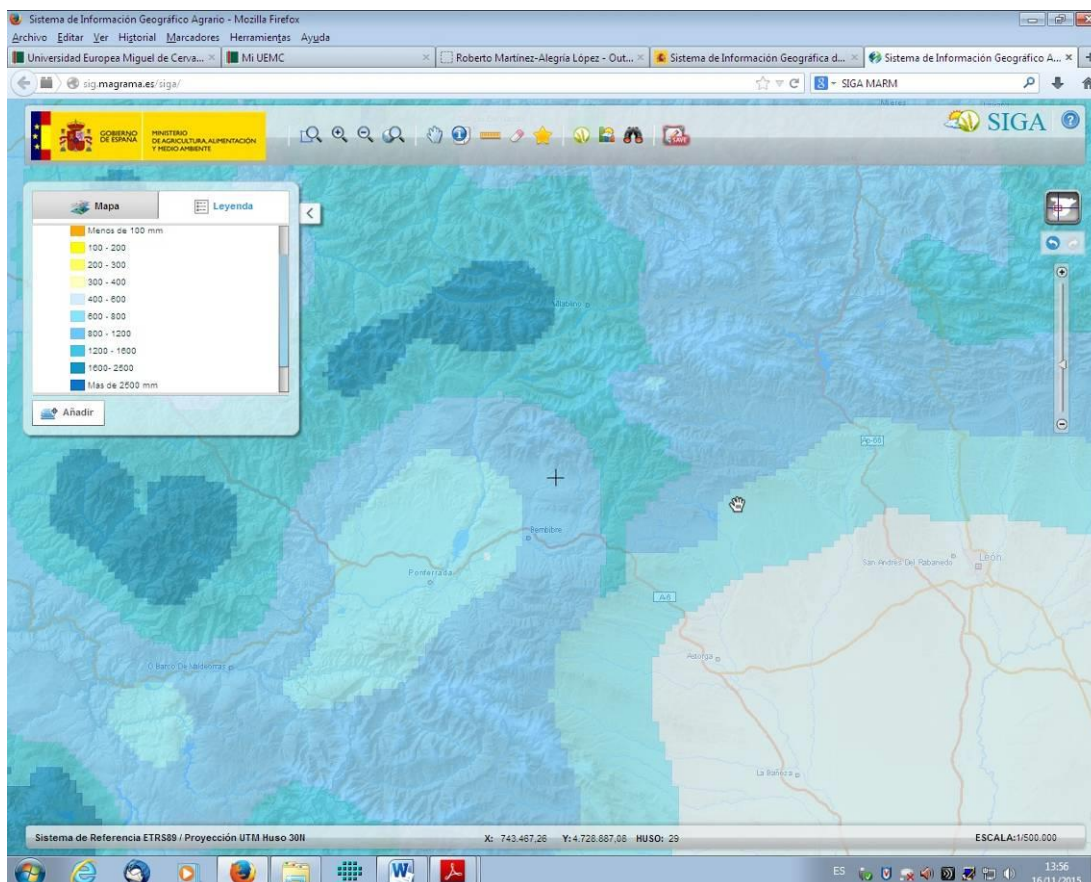 Sistema de Información Geográfico Agrario - Mozilla Firefox
Archivo Editar Ver Historial Marcadores Herramientas Ayuda
Universidad Europea Miguel de Cerva... × Mi UEMC × Roberto Martínez-Alegría López - Out... × Sistema de Información Geográfica d... × Sistema de Información Geográfico A... × +
sig.magrama.es/siga/ SIGA MARM
GOBIERNO DE ESPAÑA
MINISTERIO DE AGRICULTURA, ALIMENTACIÓN Y MEDIO AMBIENTE
SAVE
SIGA ?
Mapa Leyenda
Menos de 100 mm
100 - 200
200 - 300
300 - 400
400 - 600
600 - 800
800 - 1200
1200 - 1600
1600- 2500
Mas de 2500 mm
Añadir
Ap-66
Bembibre
San Andrés Del Rabanedo
León
Ponferrada
A-6
Astorga
O Barco De Valdeorras
La Bañeza
Sistema de Referencia ETRS89 / Proyección UTM Huso 30N X: 743.467,26 Y: 4.728.887,08 HUSO: 29 ESCALA:1/500.000
ES 13:56
16/11/2015